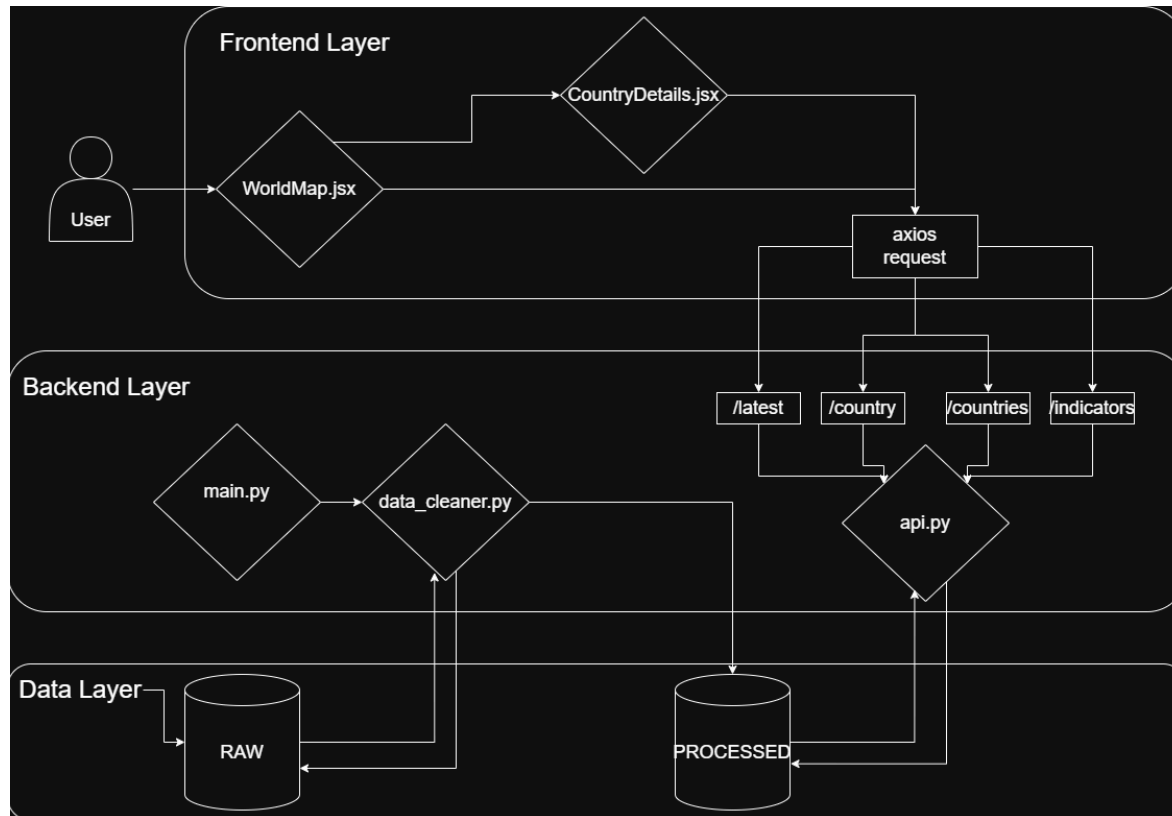 Frontend Layer
CountryDetails.jsx
WorldMap.jsx
User
axios
request
Backend Layer
/latest
/country
/countries
/indicators
main.py
data_cleaner.py
api.py
Data Layer
RAW
PROCESSED